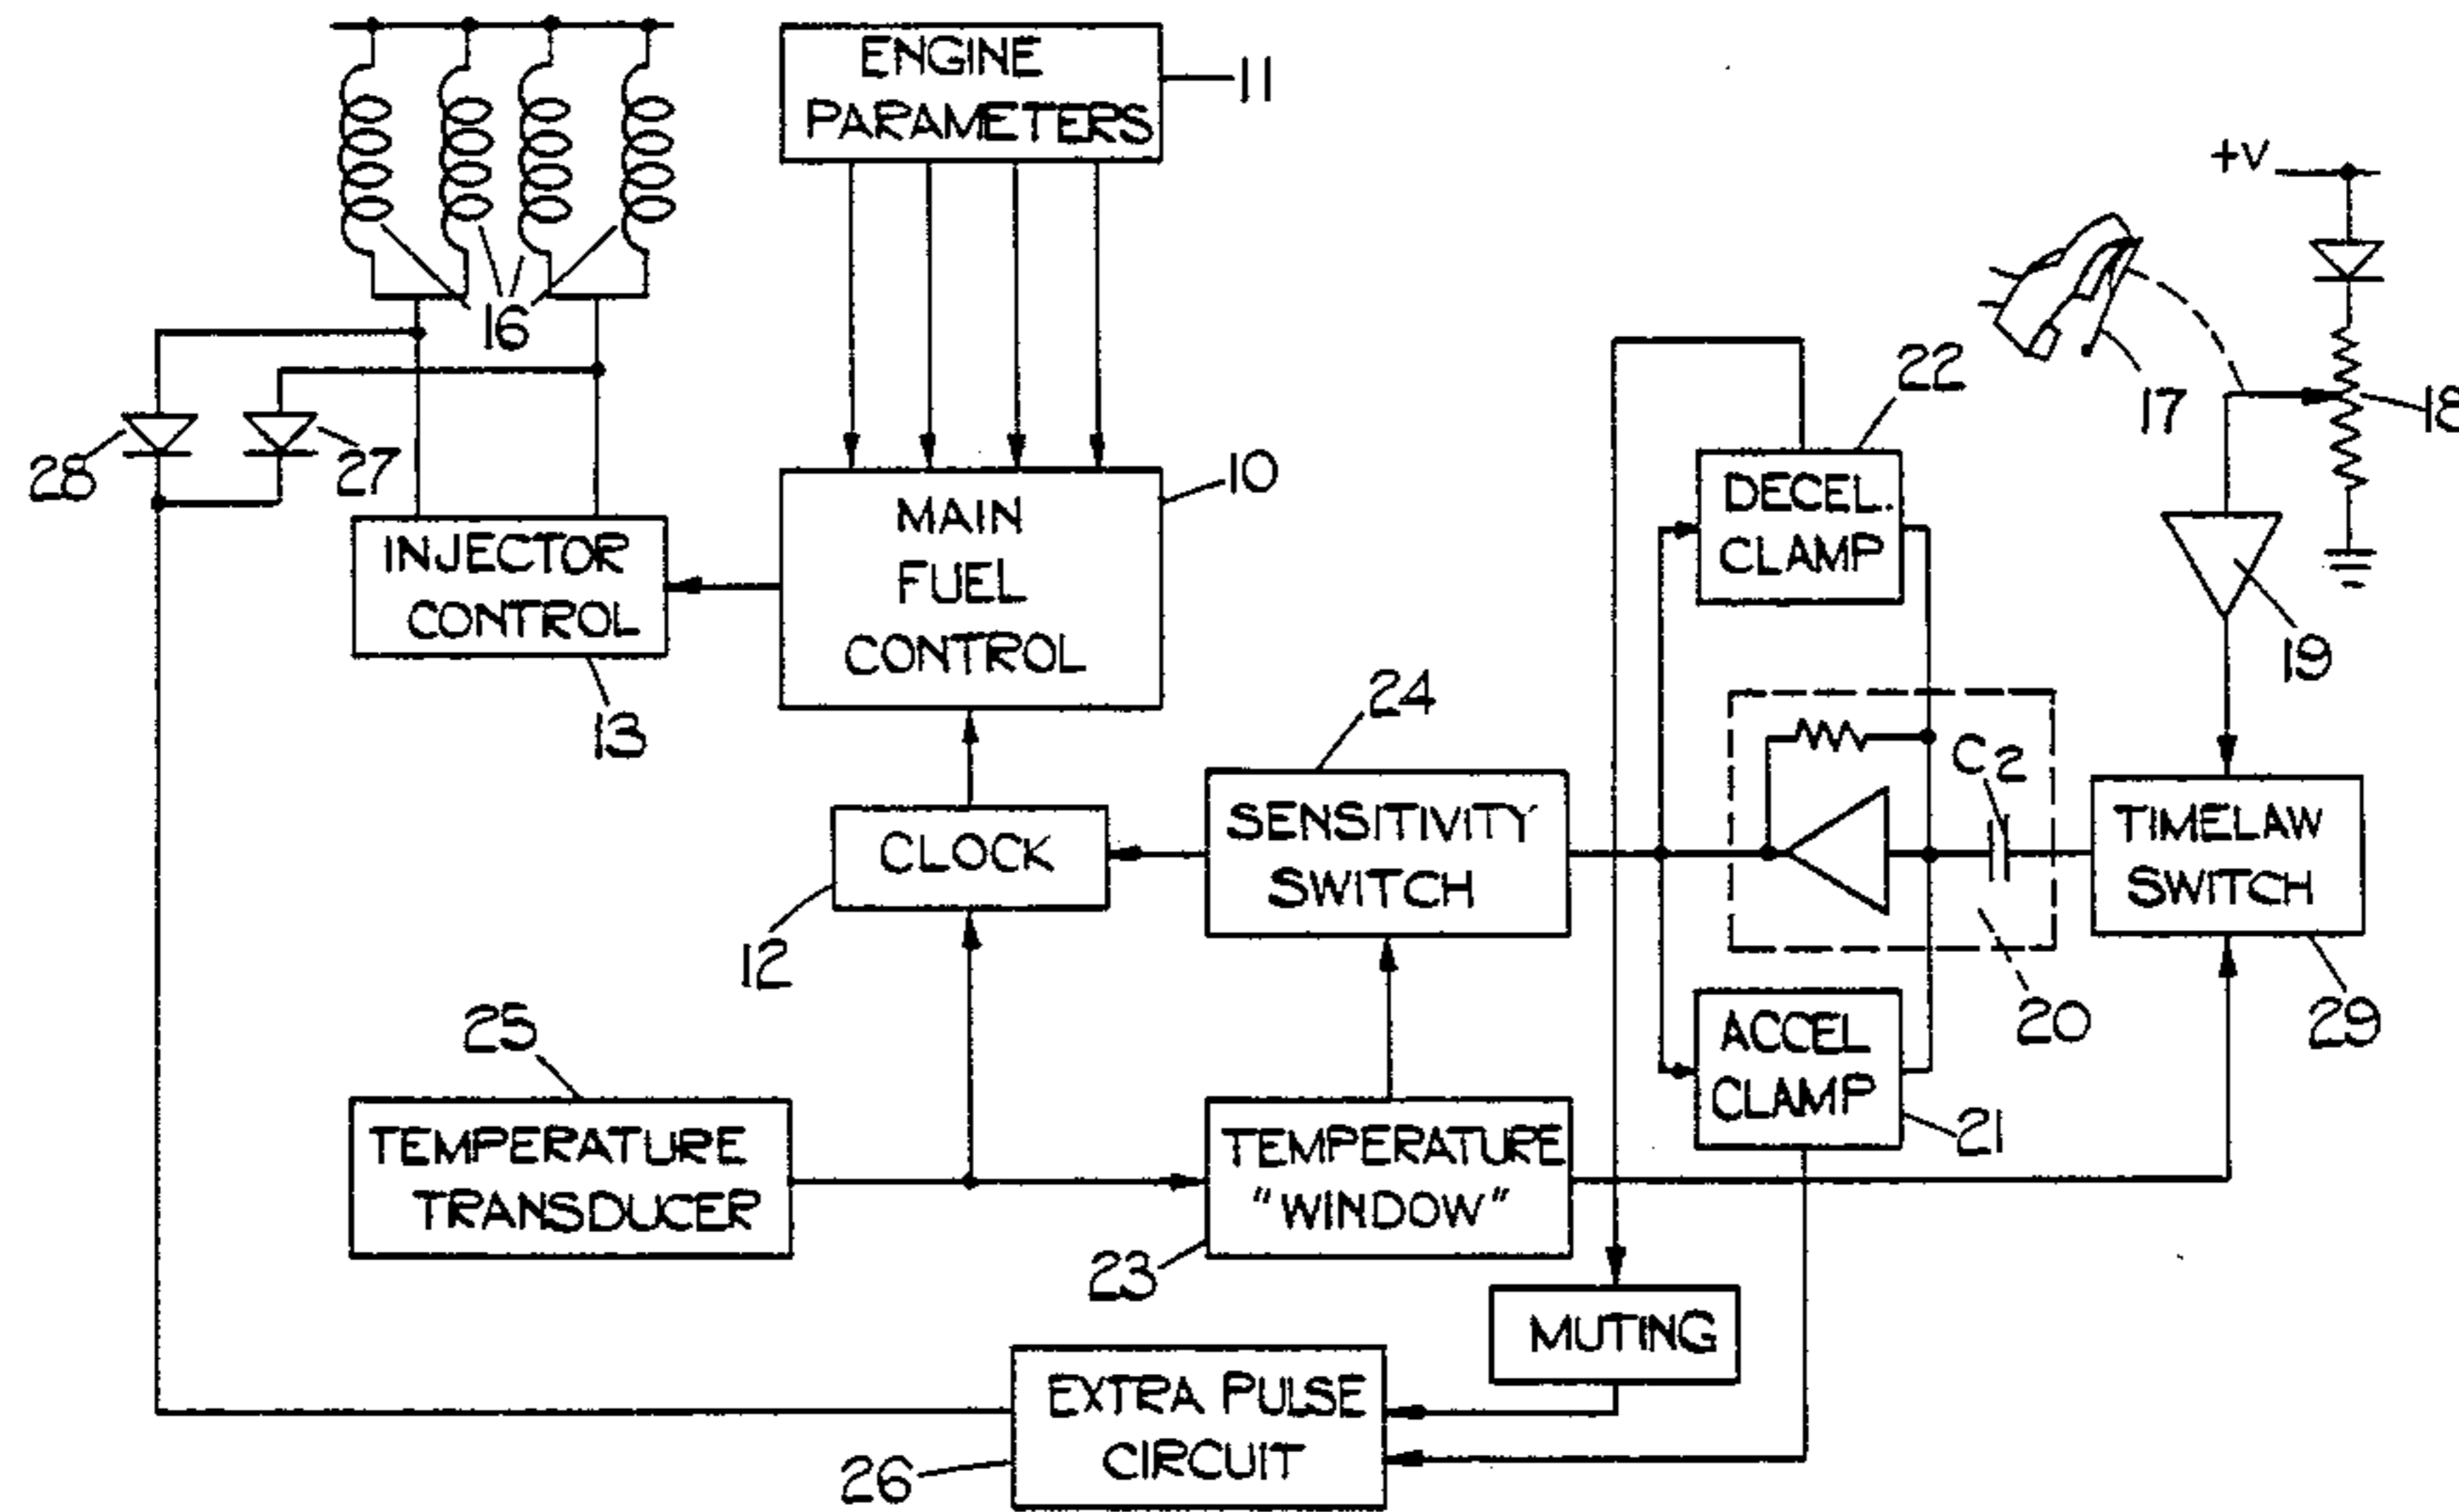 ENGINE
PARAMETERS
11
+V
16
17
18
22
28
27
10
DECEL.
CLAMP
INJECTOR
CONTROL
MAIN
FUEL
CONTROL
19
13
24
C2
SENSITIVITY
SWITCH
TIMELAW
SWITCH
CLOCK
12
20
29
25
ACCEL
CLAMP
21
TEMPERATURE
TRANSDUCER
TEMPERATURE
"WINDOW"
23
MUTING
EXTRA PULSE
CIRCUIT
26